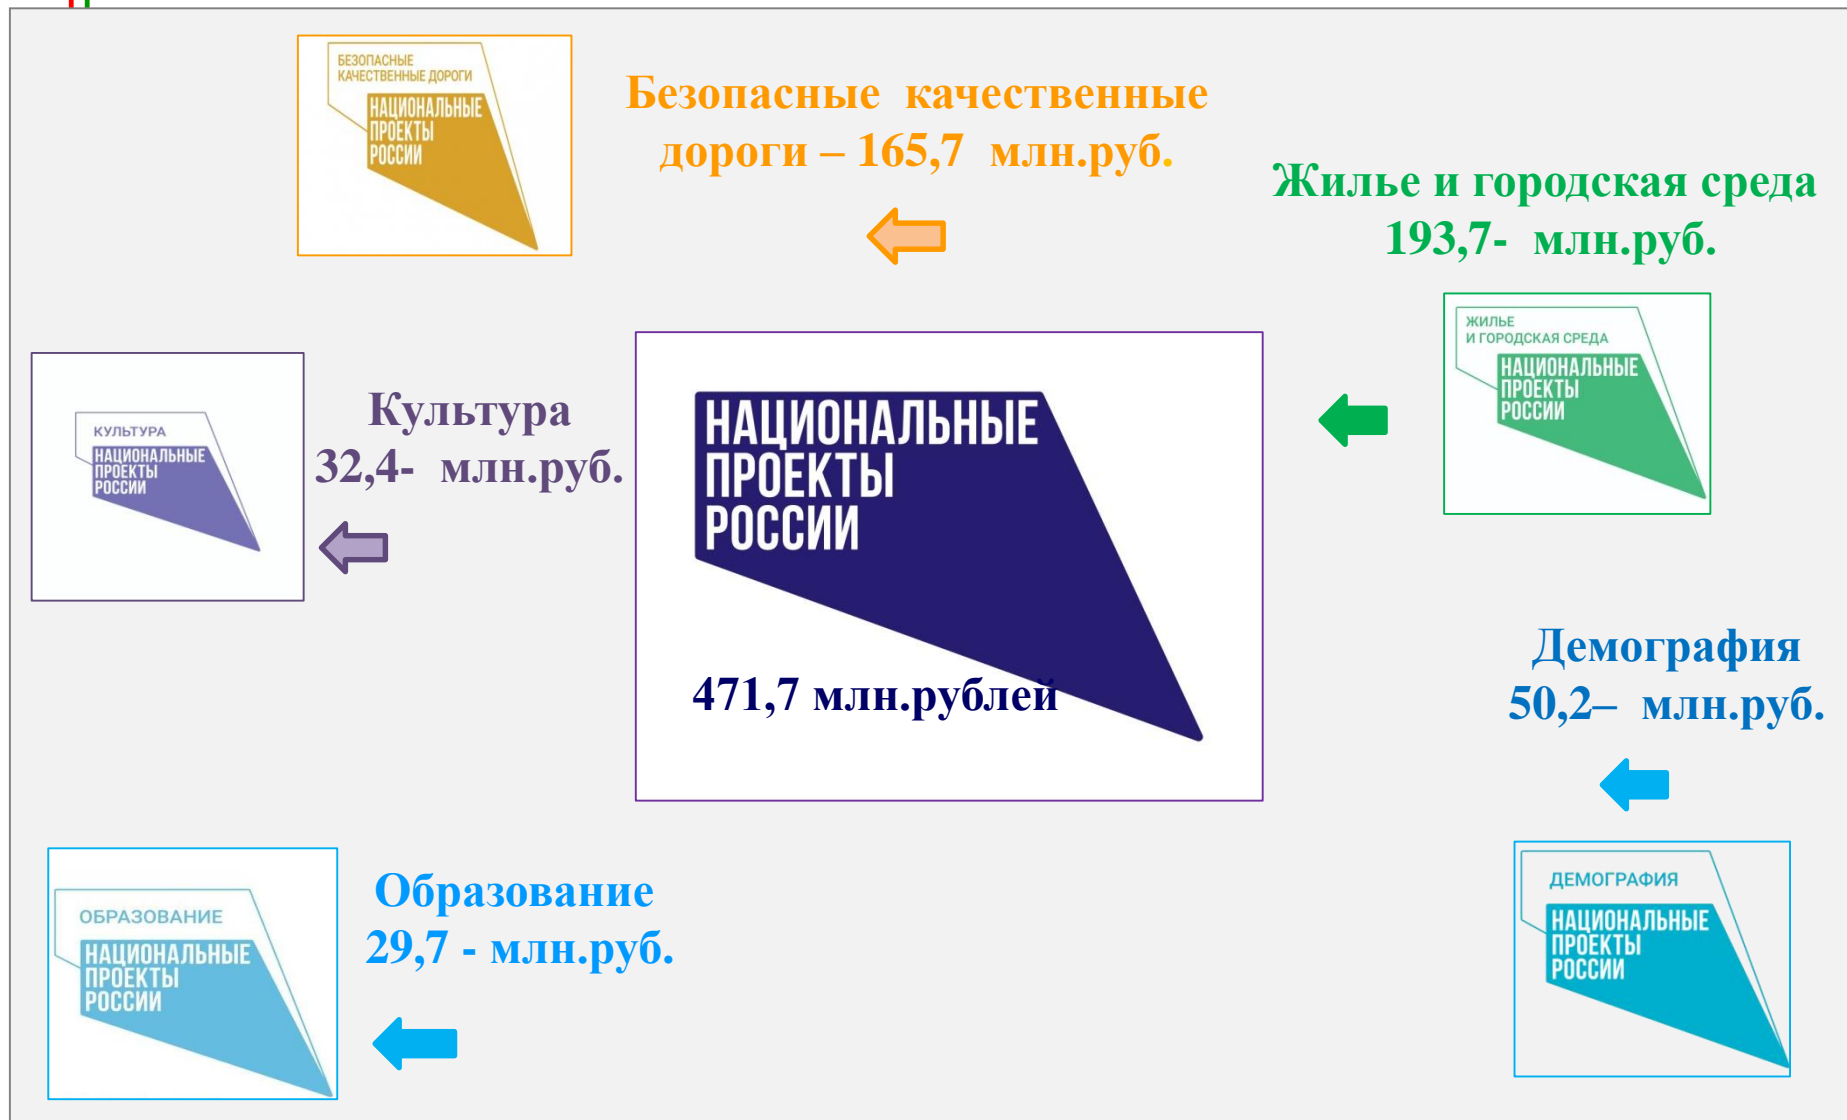 БЕЗОПАСНЫЕ
КАЧЕСТВЕННЫЕ ДОРОГИ
НАЦИОНАЛЬНЫЕ
ПРОЕКТЫ
РОССИИ
Безопасные качественные
дороги – 165,7 млн.руб.
Жилье и городская среда
193,7- млн.руб.
ЖИЛЬЕ
И ГОРОДСКАЯ СРЕДА
НАЦИОНАЛЬНЫЕ
ПРОЕКТЫ
РОССИИ
КУЛЬТУРА
НАЦИОНАЛЬНЫЕ
ПРОЕКТЫ
РОССИИ
Культура
32,4- млн.руб.
НАЦИОНАЛЬНЫЕ
ПРОЕКТЫ
РОССИИ
471,7 млн.рублей
Демография
50,2– млн.руб.
ОБРАЗОВАНИЕ
НАЦИОНАЛЬНЫЕ
ПРОЕКТЫ
РОССИИ
Образование
29,7 - млн.руб.
ДЕМОГРАФИЯ
НАЦИОНАЛЬНЫЕ
ПРОЕКТЫ
РОССИИ